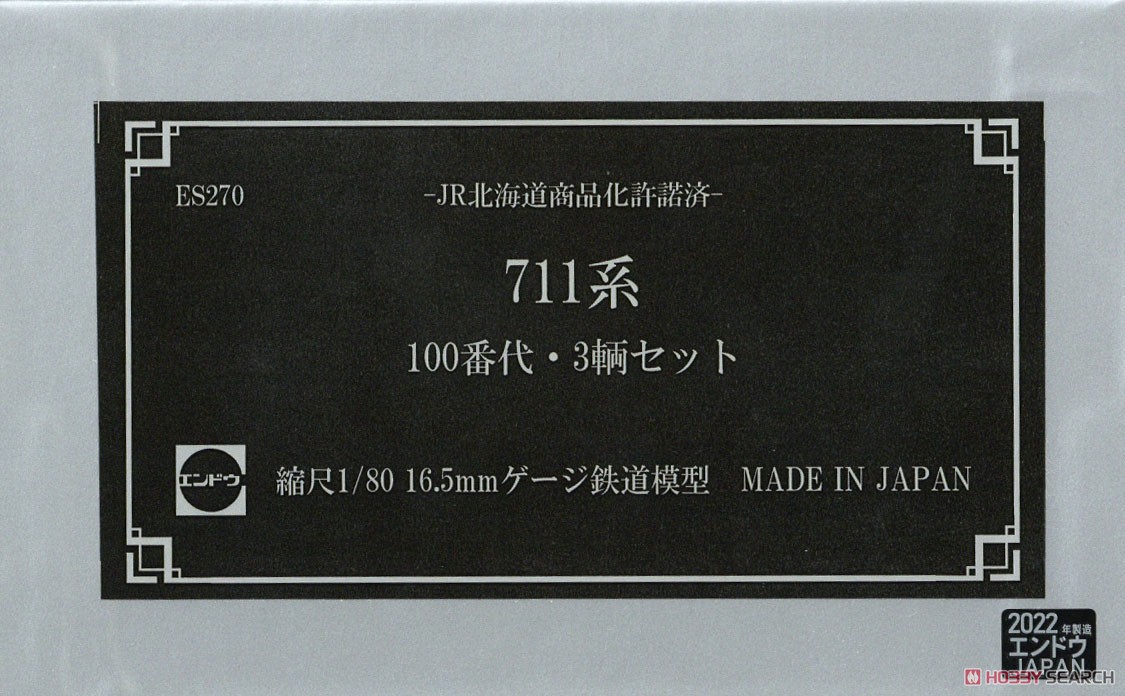 ES270
-JR北海道商品化許諾済-
711系
100番代・3輌セット
エンドウ
縮尺1/80 16.5mmゲージ鉄道模型 MADE IN JAPAN
2022年製造
エンドウ
JAPAN
HOBBY SEARCH